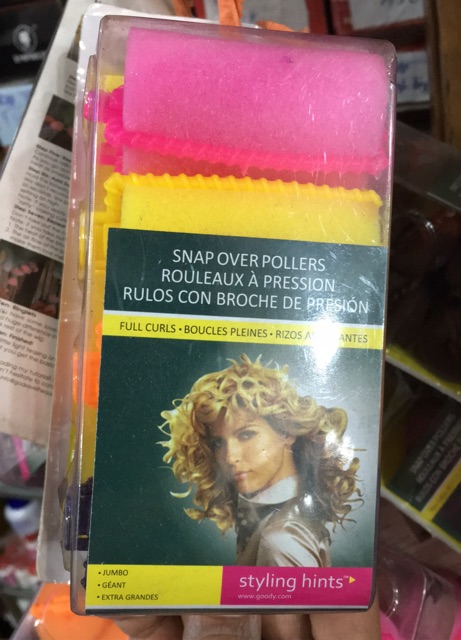 SNAP OVER POLLERS
ROULEAUX À PRESSION
RULOS CON BROCHE DE PRESIÓN
FULL CURLS • BOUCLES PLEINES • RIZOS
• JUMBO
• GÉANT
• EXTRA GRANDES
styling hints™
www.goody.com